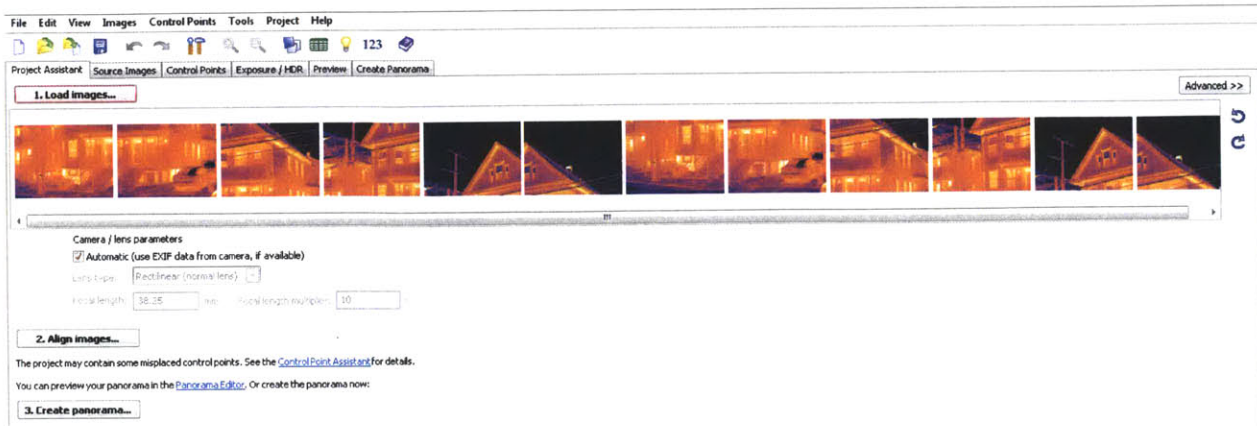 File Edit View Images Control Points Tools Project Help
123
Project Assistant Source Images Control Points Exposure / HDR Preview Create Panorama
1. Load images... Advanced >>
Camera / lens parameters
Automatic (use EXIF data from camera, if available)
Lens type: Rectilinear (normal lens)
Focal length: 38.25 mm Focal length multiplier: 10
2. Align images...
The project may contain some misplaced control points. See the Control Point Assistant for details.
You can preview your panorama in the Panorama Editor. Or create the panorama now:
3. Create panorama...